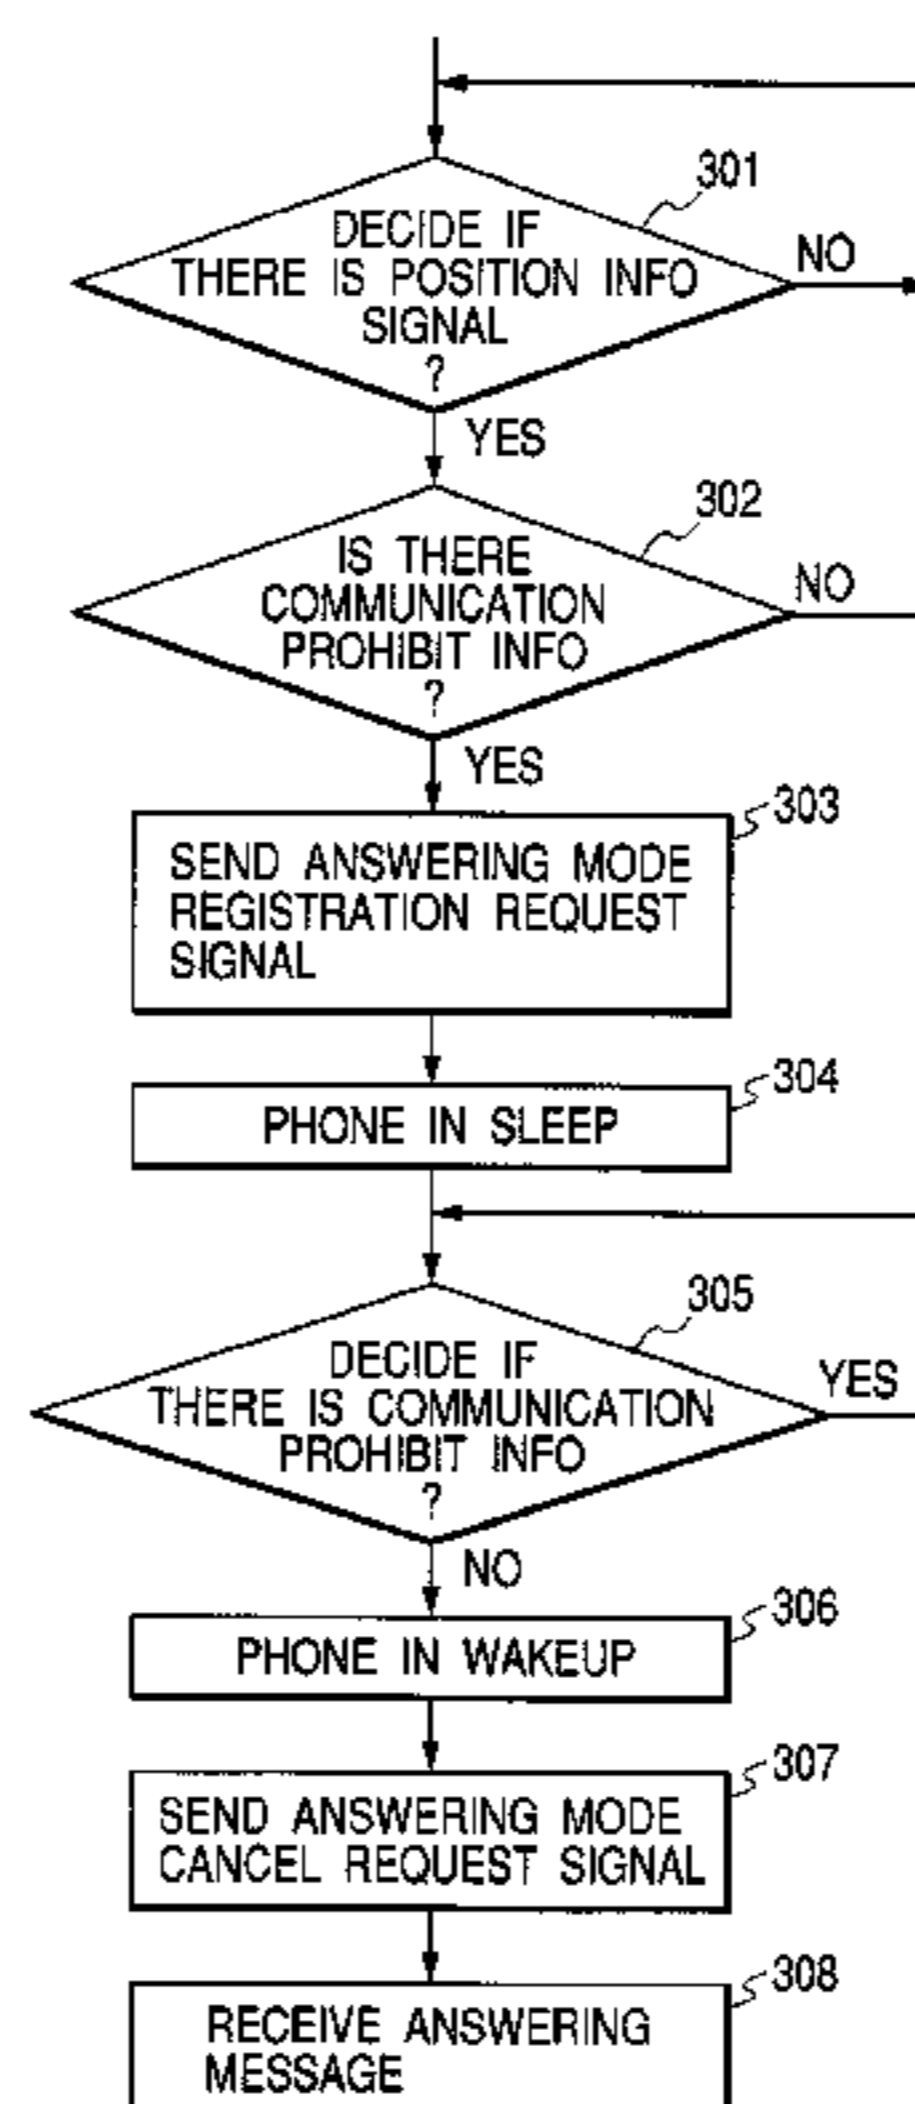 301
DECIDE IF
THERE IS POSITION INFO
SIGNAL
?
NO
YES
302
IS THERE
COMMUNICATION
PROHIBIT INFO
?
NO
YES
303
SEND ANSWERING MODE
REGISTRATION REQUEST
SIGNAL
304
PHONE IN SLEEP
305
DECIDE IF
THERE IS COMMUNICATION
PROHIBIT INFO
?
YES
NO
306
PHONE IN WAKEUP
307
SEND ANSWERING MODE
CANCEL REQUEST SIGNAL
308
RECEIVE ANSWERING
MESSAGE